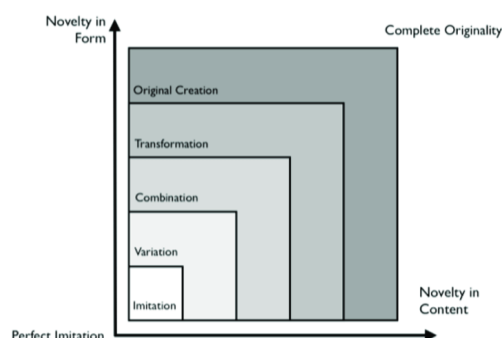 Novelty in
Form
Complete Originality
Original Creation
Transformation
Combination
Variation
Imitation
Novelty in
Content
Perfect Imitation